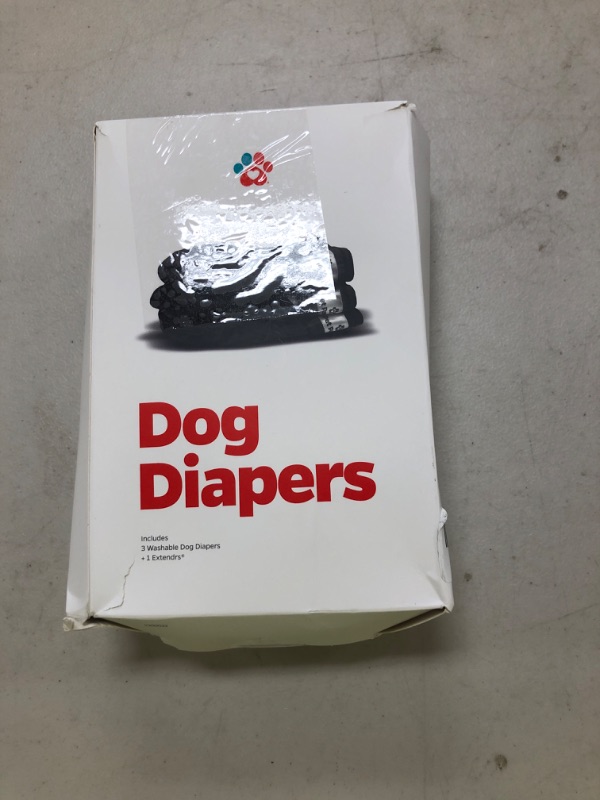 Dog
Diapers
Includes
3 Washable Dog Diapers
+ 1 Extendrs®